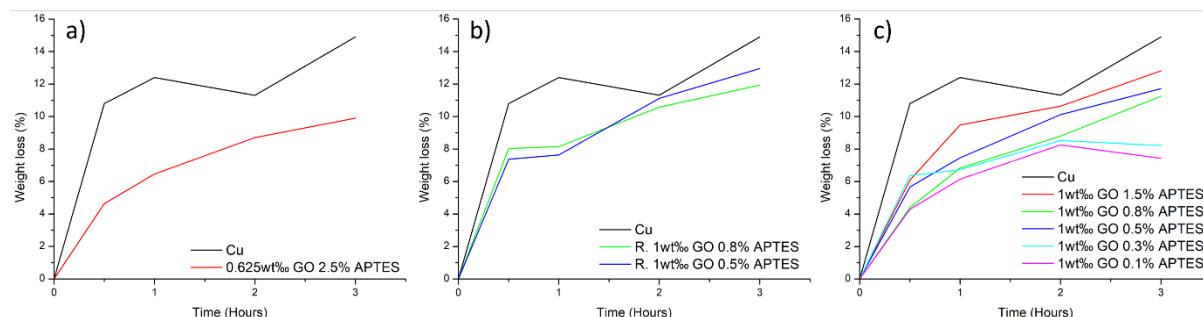 a)
16
14
12
10
8
6
4
2
0
Weight loss (%)
0
1
2
3
Time (Hours)
Cu
0.625wt‰ GO 2.5% APTES
b)
16
14
12
10
8
6
4
2
0
Weight loss (%)
0
1
2
3
Time (Hours)
Cu
R. 1wt‰ GO 0.8% APTES
R. 1wt‰ GO 0.5% APTES
c)
16
14
12
10
8
6
4
2
0
Weight loss (%)
0
1
2
3
Time (Hours)
Cu
1wt‰ GO 1.5% APTES
1wt‰ GO 0.8% APTES
1wt‰ GO 0.5% APTES
1wt‰ GO 0.3% APTES
1wt‰ GO 0.1% APTES